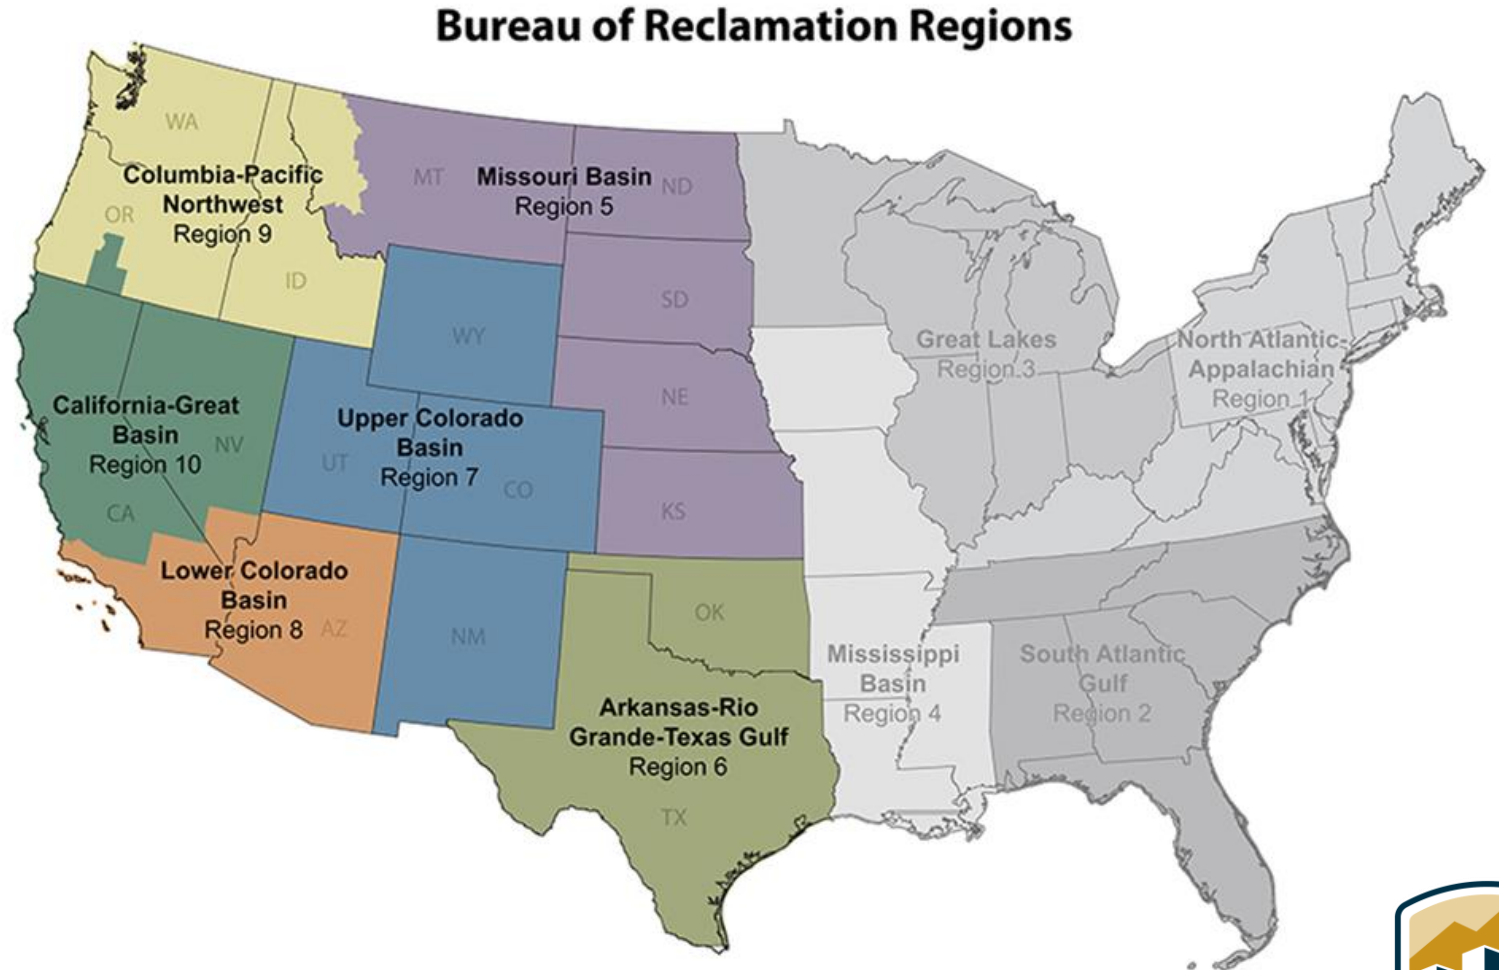 Bureau of Reclamation Regions
WA
Columbia-Pacific
Northwest
Region 9
OR
ID
MT
Missouri Basin
Region 5
ND
SD
WY
NE
KS
California-Great
Basin
Region 10
NV
CA
Upper Colorado
Basin
Region 7
UT
CO
Lower Colorado
Basin
Region 8
AZ
NM
OK
Arkansas-Rio
Grande-Texas Gulf
Region 6
TX
Great Lakes
Region 3
North Atlantic-
Appalachian
Region 1
Mississippi
Basin
Region 4
South Atlantic
Gulf
Region 2